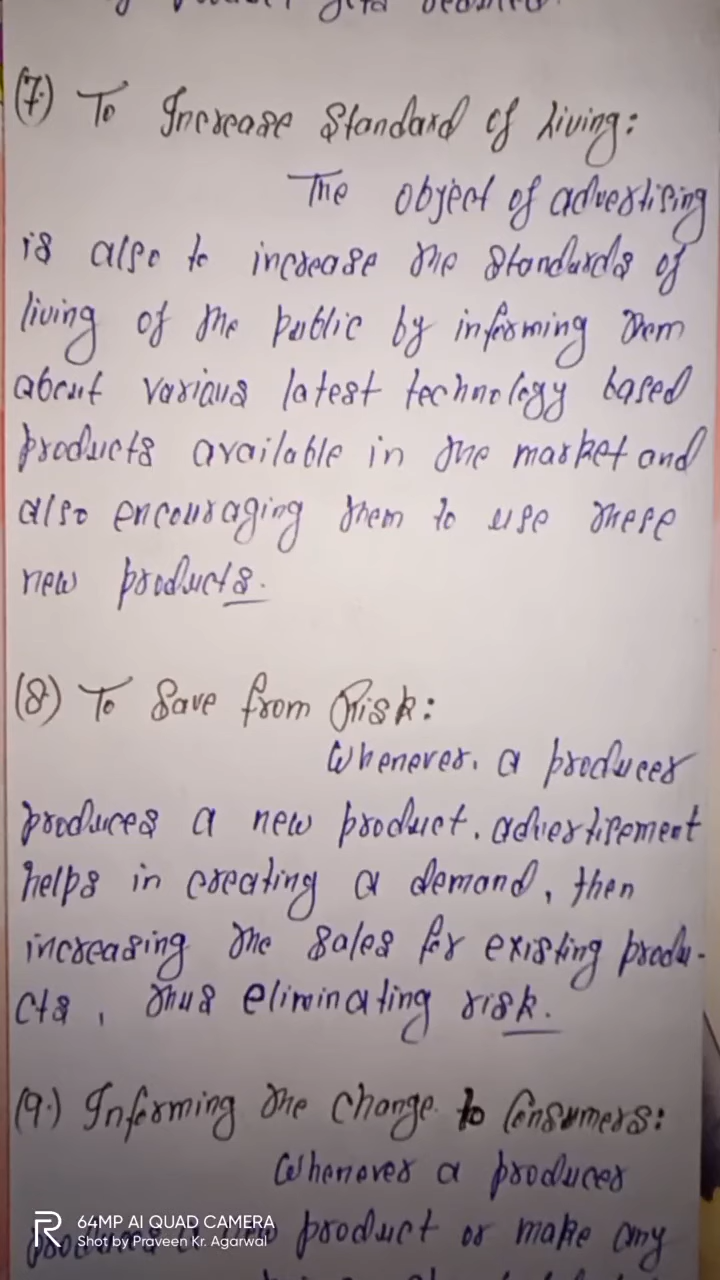 product gets
(7.) To Increase Standard of Living:
The object of advertising
is also to increase the standards of
living of the public by informing them
about various latest technology based
products available in the market and
also encouraging them to use these
new products.
(8) To Save from Risk:
Whenever, a producer
produces a new product, advertisement
helps in creating a demand, then
increasing the sales for existing produ-
cts, thus eliminating risk.
(9.) Informing the Change to Consumers:
Whenever a producer
product or make any
64MP AI QUAD CAMERA
Shot by Praveen Kr. Agarwal